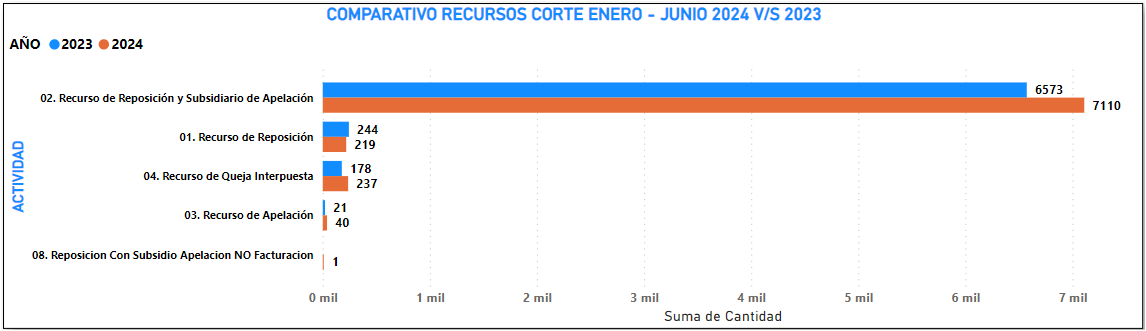 COMPARATIVO RECURSOS CORTE ENERO - JUNIO 2024 V/S 2023
AÑO 2023 2024
02. Recurso de Reposición y Subsidiario de Apelación
6573
7110
01. Recurso de Reposición
244
219
04. Recurso de Queja Interpuesta
178
237
03. Recurso de Apelación
21
40
08. Reposicion Con Subsidio Apelacion NO Facturacion
1
ACTIVIDAD
0 mil 1 mil 2 mil 3 mil 4 mil 5 mil 6 mil 7 mil
Suma de Cantidad